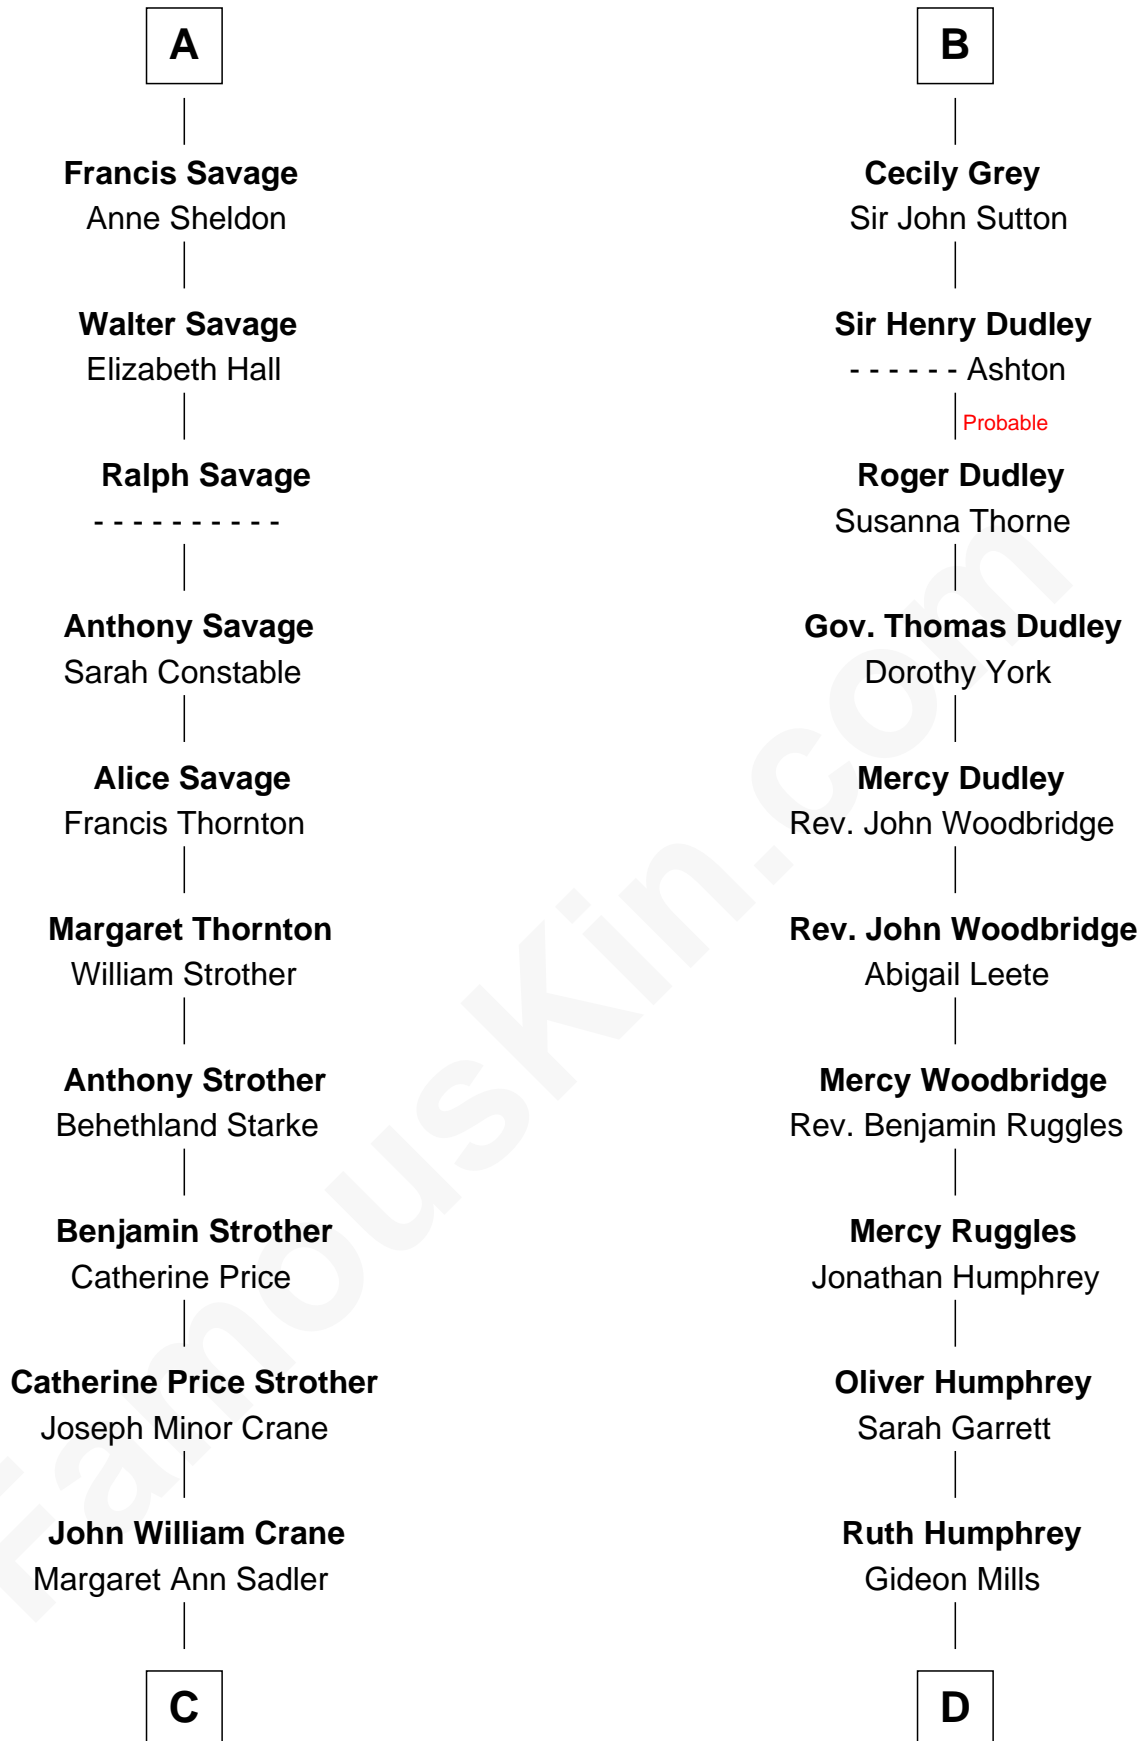 A
Francis Savage
Anne Sheldon
Walter Savage
Elizabeth Hall
Ralph Savage
- - - - - - - - - -
Anthony Savage
Sarah Constable
Alice Savage
Francis Thornton
Margaret Thornton
William Strother
Anthony Strother
Behethland Starke
Benjamin Strother
Catherine Price
Catherine Price Strother
Joseph Minor Crane
John William Crane
Margaret Ann Sadler
C
B
Cecily Grey
Sir John Sutton
Sir Henry Dudley
- - - - - - Ashton
Probable
Roger Dudley
Susanna Thorne
Gov. Thomas Dudley
Dorothy York
Mercy Dudley
Rev. John Woodbridge
Rev. John Woodbridge
Abigail Leete
Mercy Woodbridge
Rev. Benjamin Ruggles
Mercy Ruggles
Jonathan Humphrey
Oliver Humphrey
Sarah Garrett
Ruth Humphrey
Gideon Mills
D
FamousKin.com